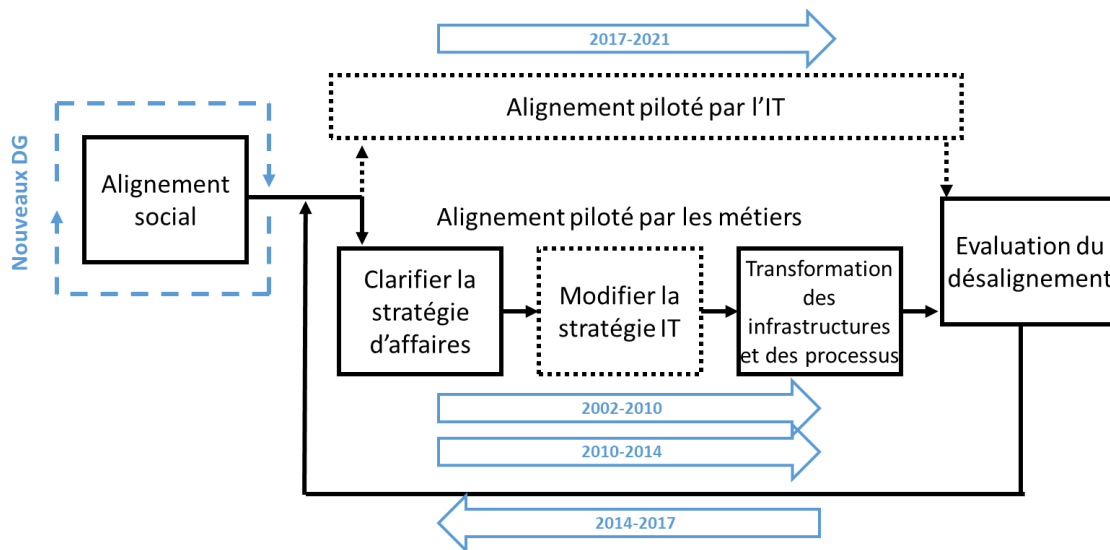 2017-2021
Alignement piloté par l'IT
Nouveaux DG
Alignement
social
Alignement piloté par les métiers
Clarifier la
stratégie
d'affaires
Modifier la
stratégie IT
Transformation
des
infrastructures
et des processus
Evaluation du
désalignement
2002-2010
2010-2014
2014-2017